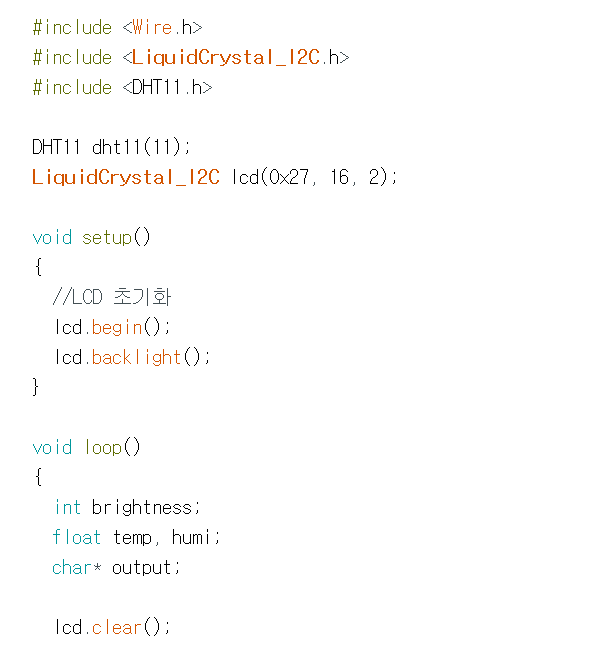 #include <Wire.h>
#include <LiquidCrystal_I2C.h>
#include <DHT11.h>
DHT11 dht11(11);
LiquidCrystal_I2C lcd(0x27, 16, 2);
void setup()
{
//LCD 초기화
lcd.begin();
lcd.backlight();
}
void loop()
{
int brightness;
float temp, humi;
char* output;
lcd.clear();